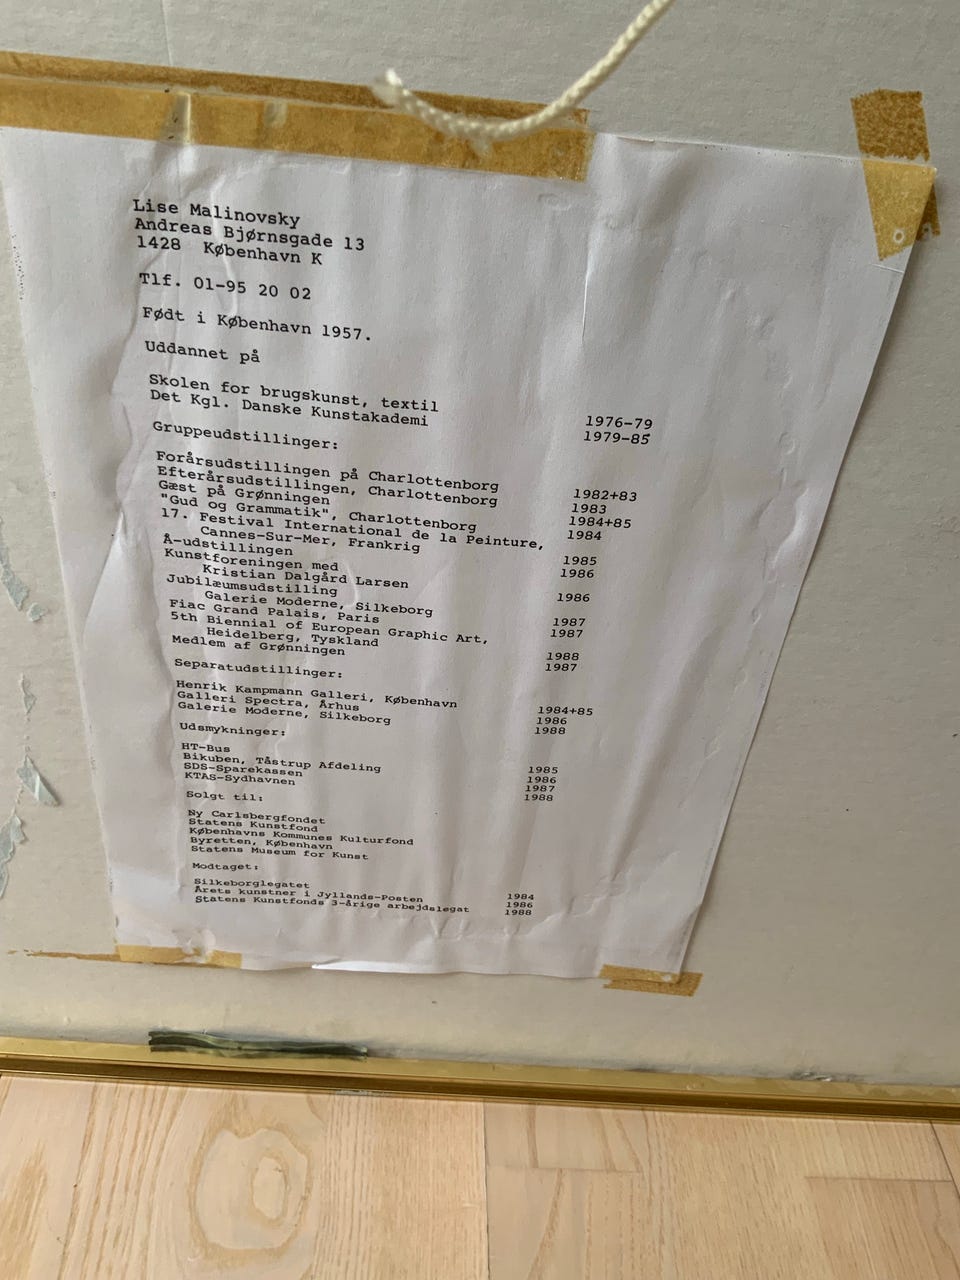 Lise Malinovsky
Andreas Bjørnsgade 13
1428 København K
Tlf. 01-95 20 02
Født i København 1957.
Uddannet på
Skolen for brugskunst, textil 1976-79
Det Kgl. Danske Kunstakademi 1979-85
Gruppeudstillinger:
Forårsudstillingen på Charlottenborg 1982+83
Efterårsudstillingen, Charlottenborg 1983
Gæst på Grønningen 1984+85
"Gud og Grammatik", Charlottenborg 1984
17. Festival International de la Peinture,
Cannes-Sur-Mer, Frankrig 1985
Å-udstillingen 1986
Kunstforeningen med
Kristian Dalgård Larsen 1986
Jubilæumsudstilling
Galerie Moderne, Silkeborg 1987
Fiac Grand Palais, Paris 1987
5th Biennial of European Graphic Art,
Heidelberg, Tyskland 1988
Medlem af Grønningen 1987
Separatudstillinger:
Henrik Kampmann Galleri, København 1984+85
Galleri Spectra, Århus 1986
Galerie Moderne, Silkeborg 1988
Udsmykninger:
HT-Bus 1985
Bikuben, Tåstrup Afdeling 1986
SDS-Sparekassen 1987
KTAS-Sydhavnen 1988
Solgt til:
Ny Carlsbergfondet
Statens Kunstfond
Københavns Kommunes Kulturfond
Byretten, København
Statens Museum for Kunst
Modtaget:
Silkeborglegatet 1984
Årets kunstner i Jyllands-Posten 1986
Statens Kunstfonds 3-årige arbejdslegat 1988